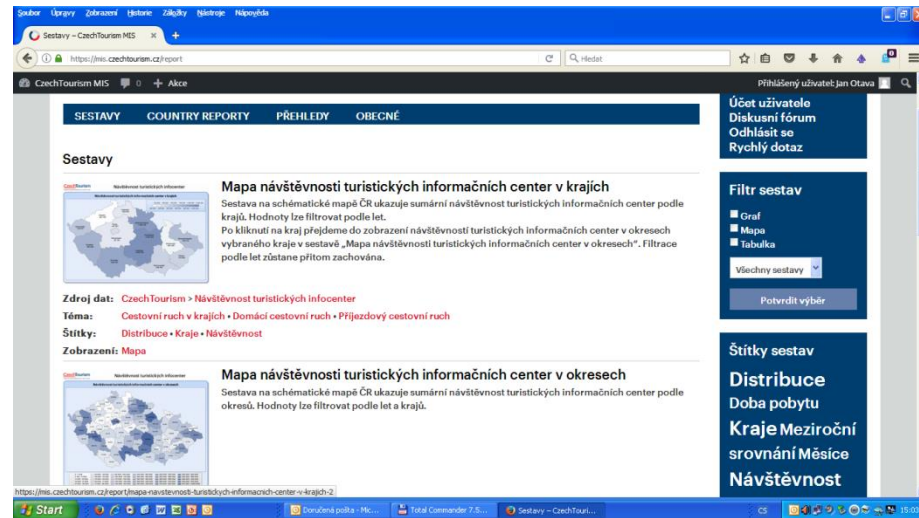 Soubor Úpravy Zobrazení Historie Záložky Nástroje Nápověda
Sestavy – CzechTourism MIS
https://mis.czechtourism.cz/report
Hledat
CzechTourism MIS 0 + Akce
Přihlášený uživatel: Jan Otava
SESTAVY COUNTRY REPORTY PŘEHLEDY OBECNÉ
Účet uživatele
Diskusní fórum
Odhlásit se
Rychlý dotaz
Sestavy
Mapa návštěvnosti turistických informačních center v krajích
Sestava na schématické mapě ČR ukazuje sumární návštěvnost turistických informačních center podle
krajů. Hodnoty lze filtrovat podle let.
Po kliknutí na kraj přejdeme do zobrazení návštěvností turistických informačních center v okresech
vybraného kraje v sestavě „Mapa návštěvnosti turistických informačních center v okresech“. Filtrace
podle let zůstane přitom zachována.
Zdroj dat: CzechTourism > Návštěvnost turistických infocenter
Téma: Cestovní ruch v krajích • Domácí cestovní ruch • Příjezdový cestovní ruch
Štítky: Distribuce • Kraje • Návštěvnost
Zobrazení: Mapa
Mapa návštěvnosti turistických informačních center v okresech
Sestava na schématické mapě ČR ukazuje sumární návštěvnost turistických informačních center podle
okresů. Hodnoty lze filtrovat podle let a krajů.
Filtr sestav
Graf
Mapa
Tabulka
Všechny sestavy
Potvrdit výběr
Štítky sestav
Distribuce
Doba pobytu
Kraje Meziroční
srovnání Měsíce
Návštěvnost
https://mis.czechtourism.cz/report/mapa-navstevnosti-turistickych-informacnich-center-v-krajich-2
Start
Doručená pošta - Mic...
Total Commander 7.5...
Sestavy – CzechTouri...
CS
15:03